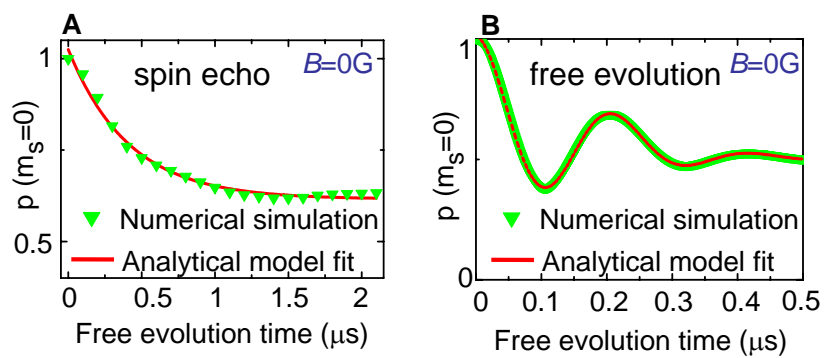 A
B=0G
spin echo
1
0.5
p (mₛ=0)
Numerical simulation
Analytical model fit
0 0.5 1 1.5 2
Free evolution time (μs)
B
B=0G
free evolution
1
0
p (mₛ=0)
Numerical simulation
Analytical model fit
0 0.1 0.2 0.3 0.4 0.5
Free evolution time (μs)